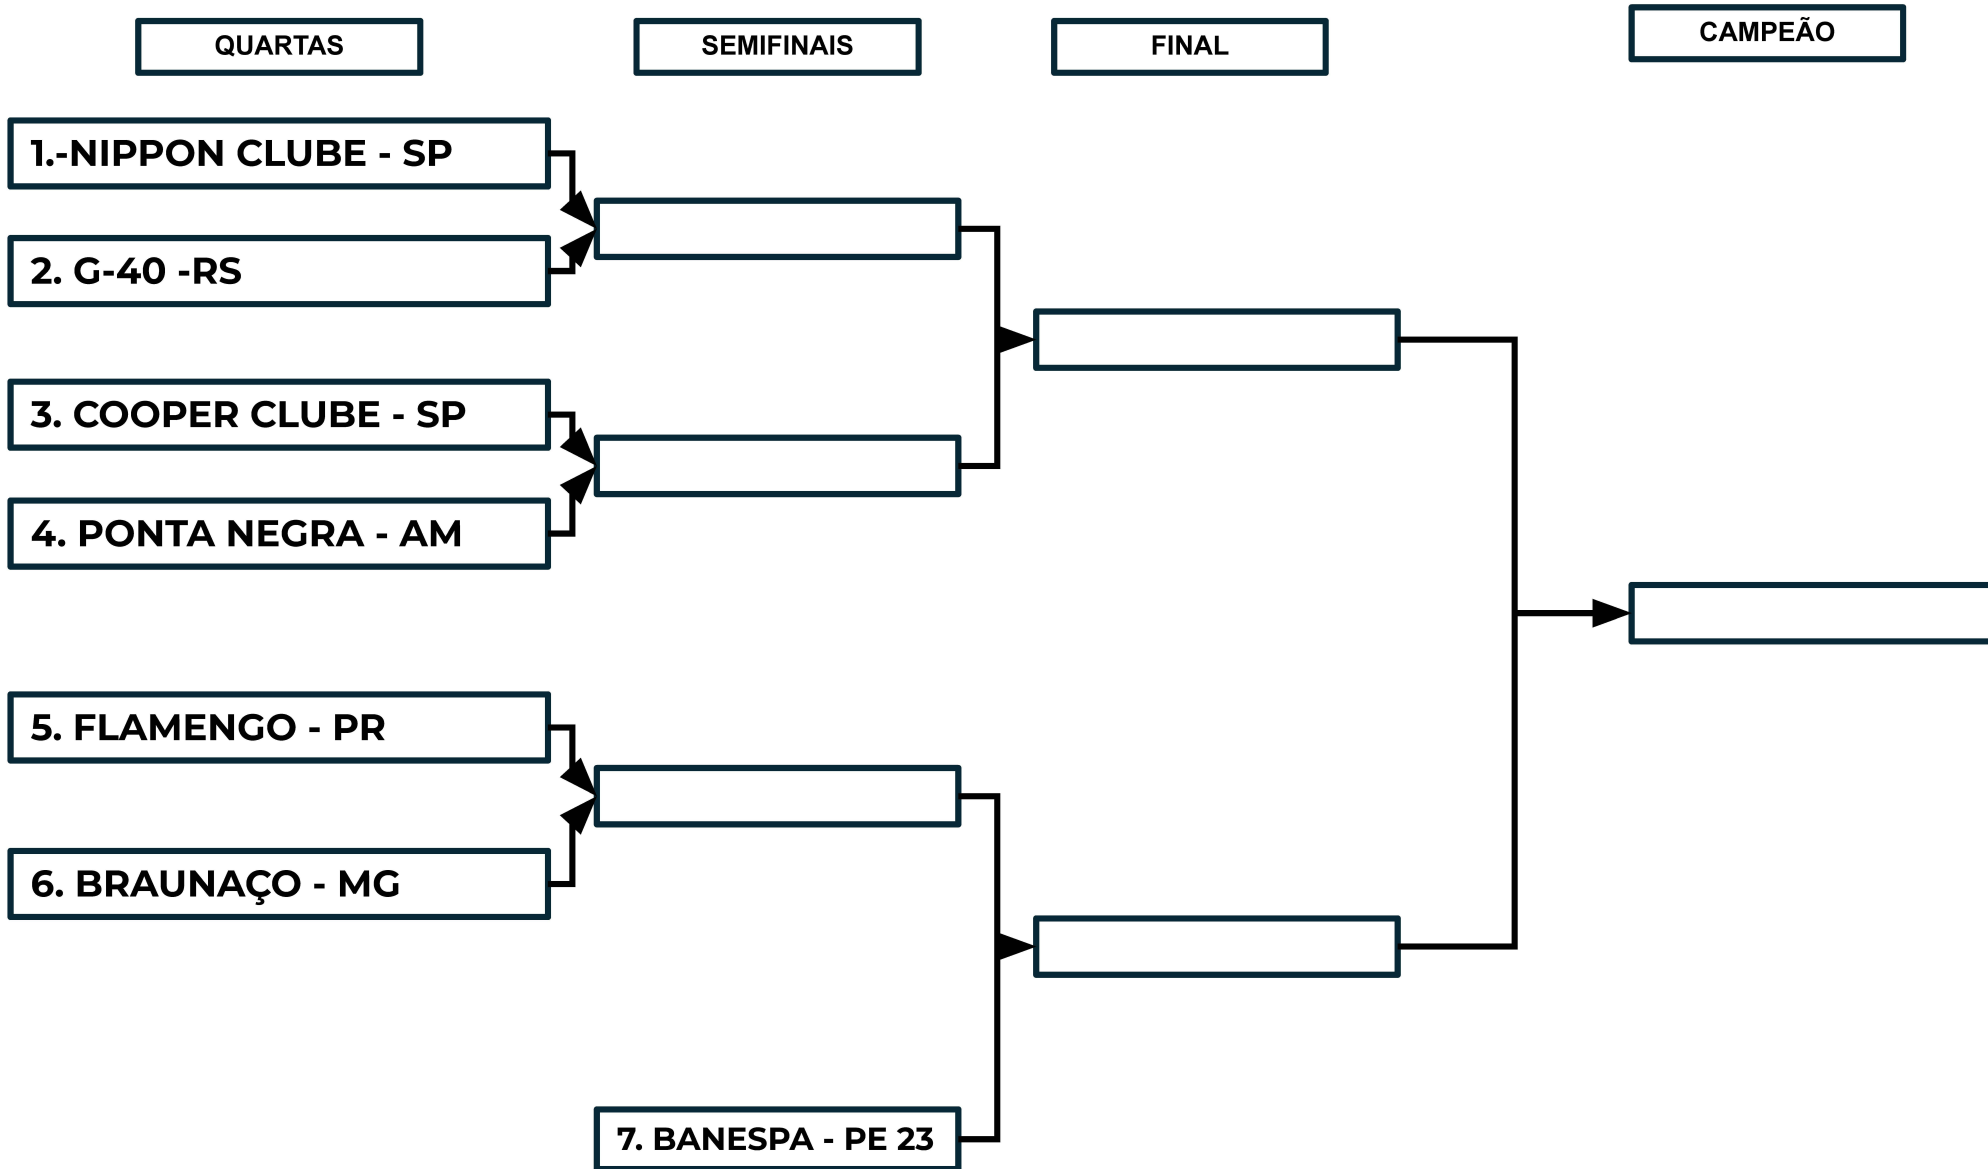 QUARTAS
SEMIFINAIS
FINAL
CAMPEÃO
1.-NIPPON CLUBE - SP
2. G-40 -RS
3. COOPER CLUBE - SP
4. PONTA NEGRA - AM
5. FLAMENGO - PR
6. BRAUNAÇO - MG
7. BANESPA - PE 23